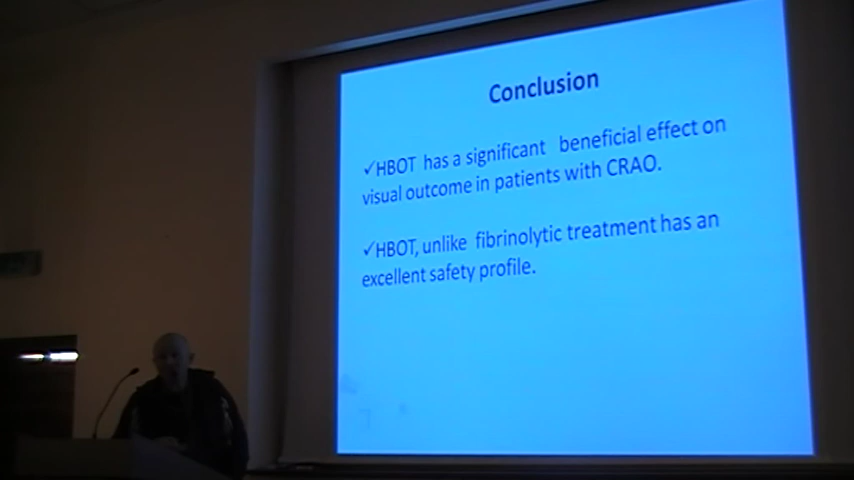 Conclusion
✓HBOT has a significant beneficial effect on
visual outcome in patients with CRAO.
✓HBOT, unlike fibrinolytic treatment has an
excellent safety profile.